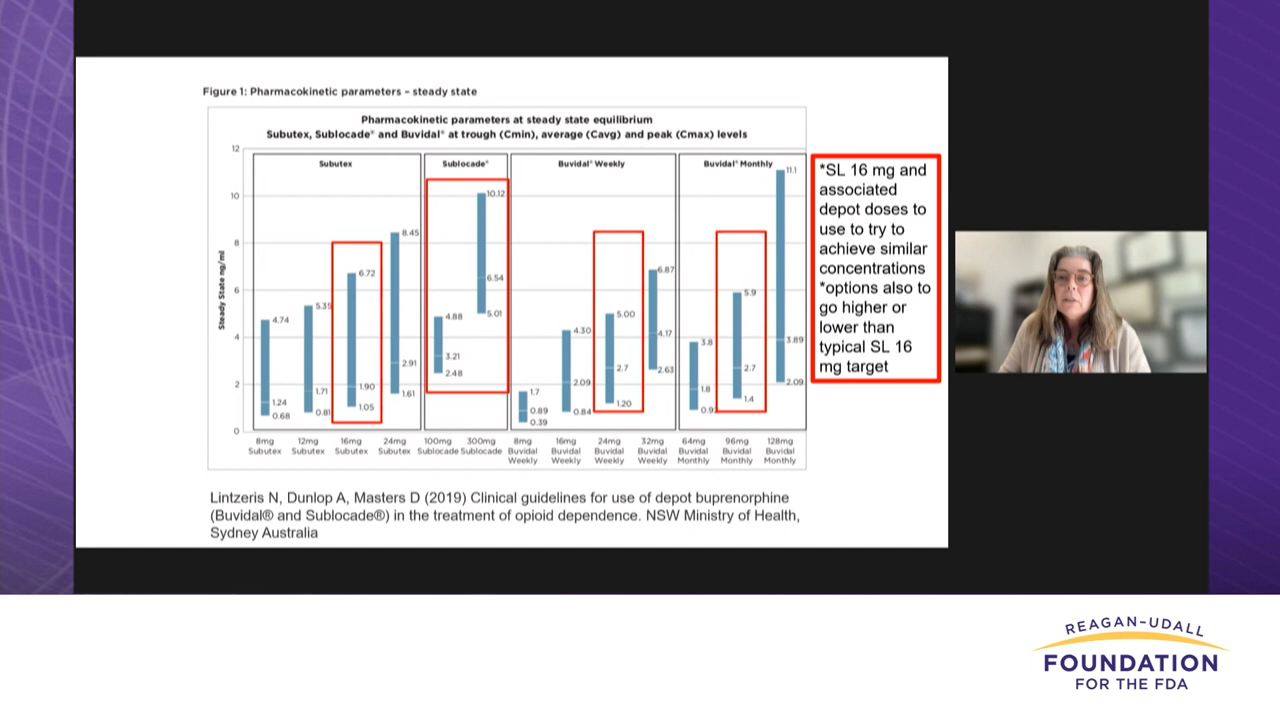 Figure 1: Pharmacokinetic parameters – steady state
Pharmacokinetic parameters at steady state equilibrium
Subutex, Sublocade® and Buvidal® at trough (Cmin), average (Cavg) and peak (Cmax) levels
Steady State ng/ml
12
10
8
6
4
2
0
Subutex
4.74
1.24
0.68
5.35
1.71
0.81
6.72
1.90
1.05
8.45
2.91
1.61
Sublocade®
4.88
3.21
2.48
10.12
6.54
5.01
Buvidal® Weekly
1.7
0.89
0.39
4.30
2.09
0.84
5.00
2.7
1.20
6.87
4.17
2.63
Buvidal® Monthly
3.8
1.8
0.9
5.9
2.7
1.4
11.1
3.89
2.09
8mg
Subutex
12mg
Subutex
16mg
Subutex
24mg
Subutex
100mg
Sublocade
300mg
Sublocade
8mg
Buvidal
Weekly
16mg
Buvidal
Weekly
24mg
Buvidal
Weekly
32mg
Buvidal
Weekly
64mg
Buvidal
Monthly
96mg
Buvidal
Monthly
128mg
Buvidal
Monthly
*SL 16 mg and
associated
depot doses to
use to try to
achieve similar
concentrations
*options also to
go higher or
lower than
typical SL 16
mg target
Lintzeris N, Dunlop A, Masters D (2019) Clinical guidelines for use of depot buprenorphine
(Buvidal® and Sublocade®) in the treatment of opioid dependence. NSW Ministry of Health,
Sydney Australia
REAGAN-UDALL
FOUNDATION
FOR THE FDA